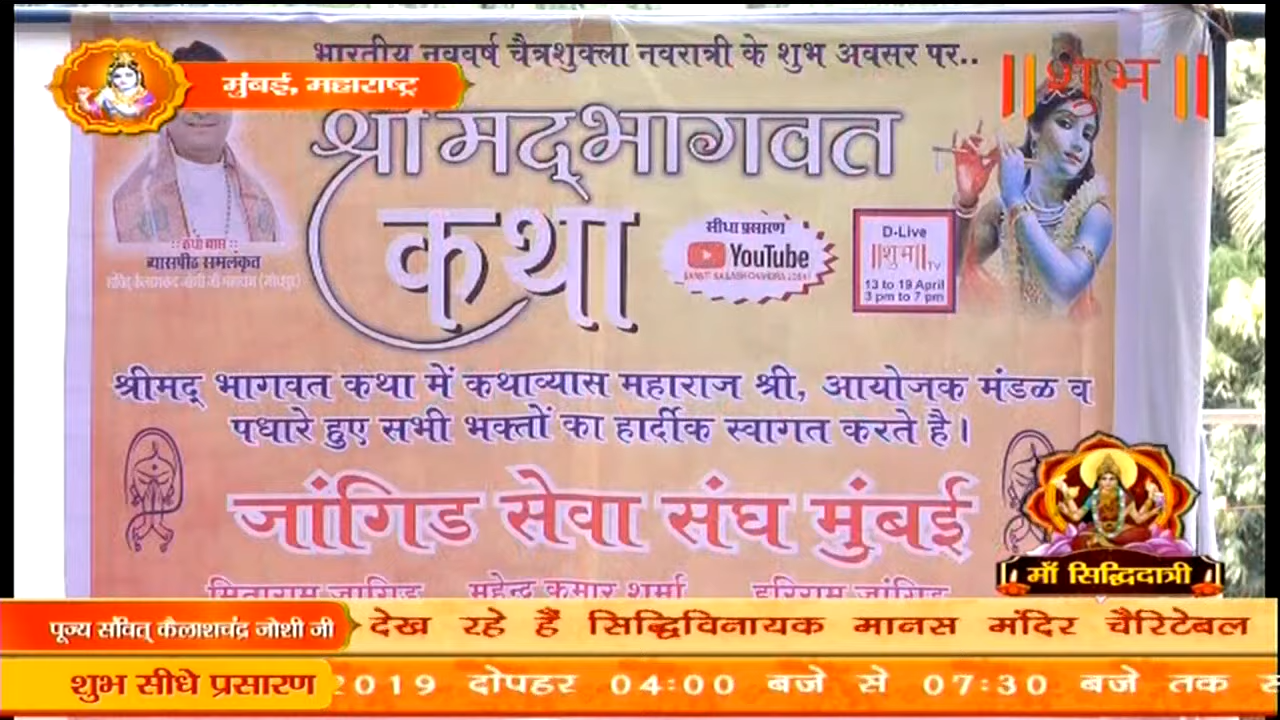 भारतीय नववर्ष चैत्रशुक्ला नवरात्री के शुभ अवसर पर..
मुंबई, महाराष्ट्र
||शुभ||
श्रीमद्भागवत
कथा
सीधा प्रसारण
YouTube
D-Live
||शुभ|| TV
13 to 19 April
3 pm to 7 pm
व्यासपीठ समलंकृत
श्रीमद् भागवत कथा में कथाव्यास महाराज श्री, आयोजक मंडळ व
पधारे हुए सभी भक्तों का हार्दीक स्वागत करते है।
जांगिड सेवा संघ मुंबई
महेन्द्र कुमार शर्मा
हरिराम जांगिड
माँ सिद्धिदात्री
पूज्य संवित् कैलाशचंद्र जोशी जी
देख रहे हैं सिद्धिविनायक मानस मंदिर चैरिटेबल
शुभ सीधे प्रसारण
2019 दोपहर 04:00 बजे से 07:30 बजे तक